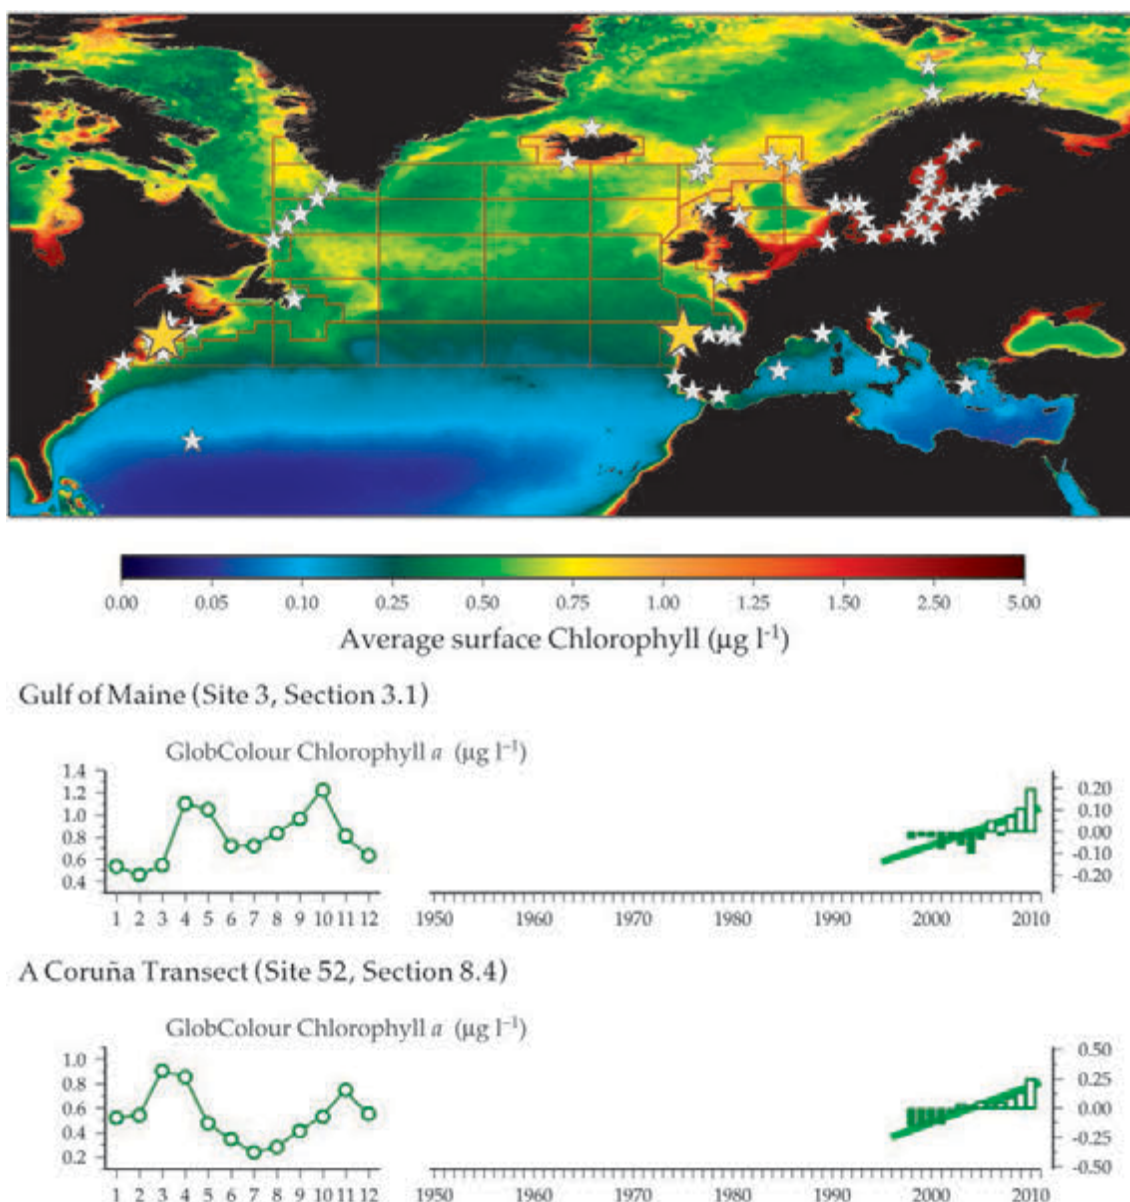 0.00 0.05 0.10 0.25 0.50 0.75 1.00 1.25 1.50 2.50 5.00
Average surface Chlorophyll (µg l⁻¹)
Gulf of Maine (Site 3, Section 3.1)
GlobColour Chlorophyll a (µg l⁻¹)
1.4
1.2
1.0
0.8
0.6
0.4
0.20
0.10
0.00
-0.10
-0.20
1 2 3 4 5 6 7 8 9 10 11 12
1950 1960 1970 1980 1990 2000 2010
A Coruña Transect (Site 52, Section 8.4)
GlobColour Chlorophyll a (µg l⁻¹)
1.0
0.8
0.6
0.4
0.2
0.50
0.25
0.00
-0.25
-0.50
1 2 3 4 5 6 7 8 9 10 11 12
1950 1960 1970 1980 1990 2000 2010